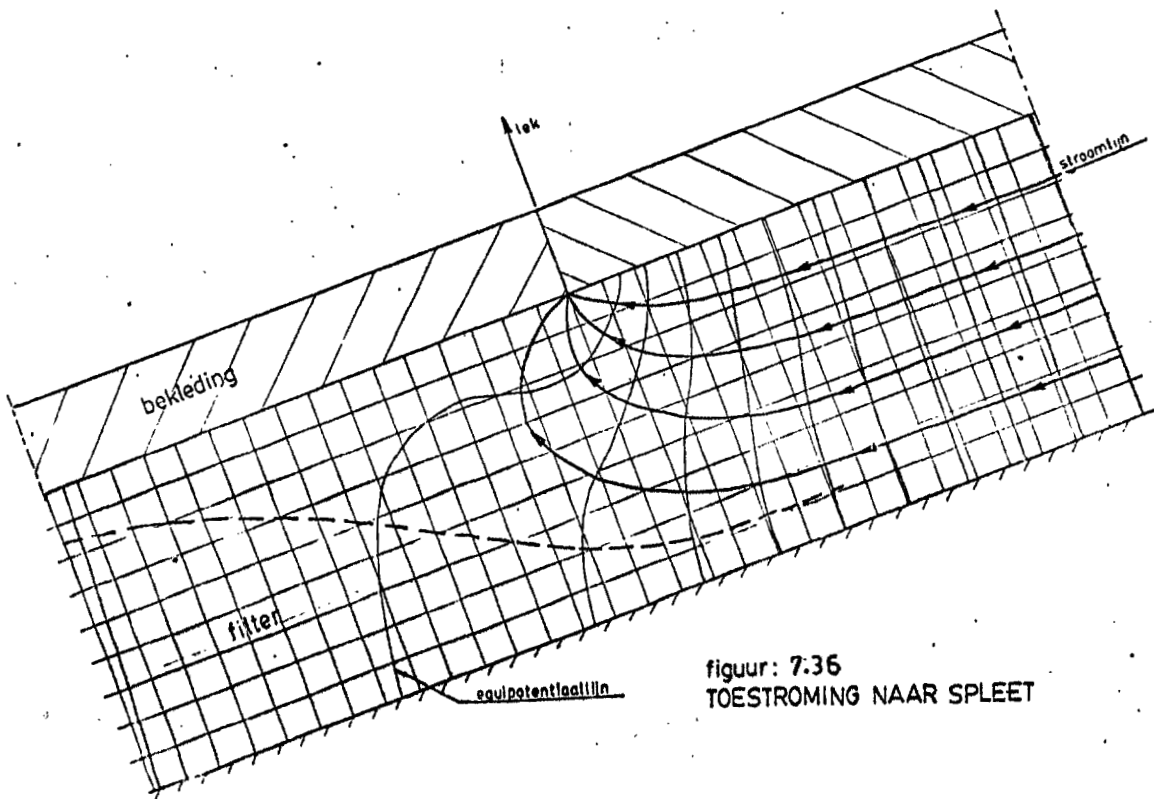 lek
stroomlijn
bekleding
filter
equipotentiaallijn
figuur: 7.36
TOESTROMING NAAR SPLEET